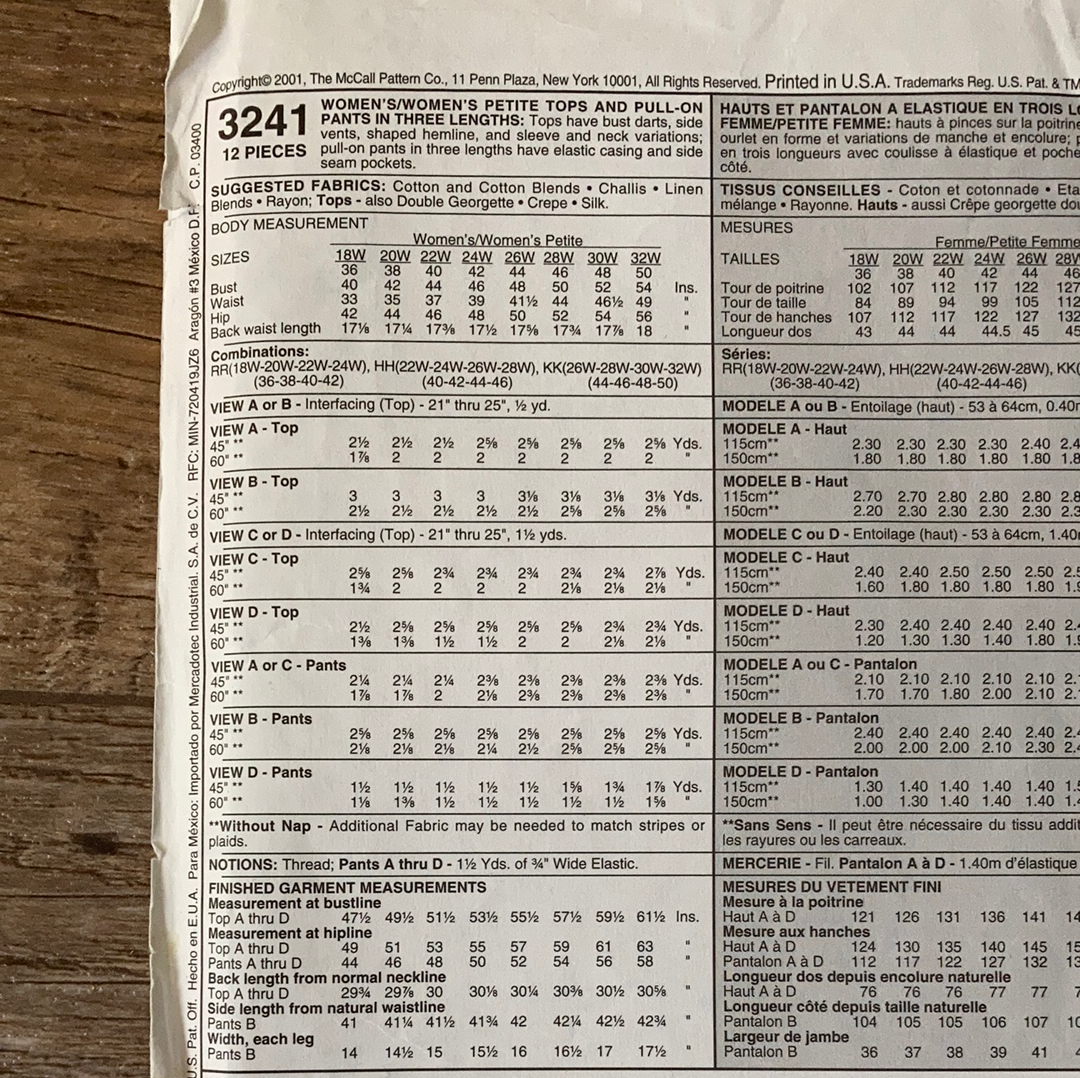 Copyright© 2001, The McCall Pattern Co., 11 Penn Plaza, New York 10001, All Rights Reserved. Printed in U.S.A. Trademarks Reg. U.S. Pat. & TM
3241
12 PIECES
WOMEN'S/WOMEN'S PETITE TOPS AND PULL-ON
PANTS IN THREE LENGTHS: Tops have bust darts, side
vents, shaped hemline, and sleeve and neck variations;
pull-on pants in three lengths have elastic casing and side
seam pockets.
SUGGESTED FABRICS: Cotton and Cotton Blends • Challis • Linen
Blends • Rayon; Tops - also Double Georgette • Crepe • Silk.
BODY MEASUREMENT
Women's/Women's Petite
SIZES 18W 20W 22W 24W 26W 28W 30W 32W
36 38 40 42 44 46 48 50
Bust 40 42 44 46 48 50 52 54 Ins.
Waist 33 35 37 39 41½ 44 46½ 49 "
Hip 42 44 46 48 50 52 54 56 "
Back waist length 17⅛ 17¼ 17⅜ 17½ 17⅝ 17¾ 17⅞ 18 "
Combinations:
RR(18W-20W-22W-24W), HH(22W-24W-26W-28W), KK(26W-28W-30W-32W)
(36-38-40-42) (40-42-44-46) (44-46-48-50)
VIEW A or B - Interfacing (Top) - 21" thru 25", ½ yd.
VIEW A - Top
45" ** 2½ 2½ 2½ 2⅝ 2⅝ 2⅝ 2⅝ 2⅝ Yds.
60" ** 1⅞ 2 2 2 2 2 2 2 "
VIEW B - Top
45" ** 3 3 3 3 3⅛ 3⅛ 3⅛ 3⅛ Yds.
60" ** 2½ 2½ 2½ 2½ 2½ 2⅝ 2⅝ 2⅝ "
VIEW C or D - Interfacing (Top) - 21" thru 25", 1½ yds.
VIEW C - Top
45" ** 2⅝ 2⅝ 2¾ 2¾ 2¾ 2¾ 2¾ 2⅞ Yds.
60" ** 1¾ 2 2 2 2 2⅛ 2⅛ 2⅛ "
VIEW D - Top
45" ** 2½ 2⅝ 2⅝ 2⅝ 2⅝ 2⅝ 2¾ 2¾ Yds.
60" ** 1⅜ 1⅜ 1½ 1½ 2 2 2⅛ 2⅛ "
VIEW A or C - Pants
45" ** 2¼ 2¼ 2¼ 2⅜ 2⅜ 2⅜ 2⅜ 2⅜ Yds.
60" ** 1⅞ 1⅞ 2 2⅛ 2⅜ 2⅜ 2⅜ 2⅜ "
VIEW B - Pants
45" ** 2⅝ 2⅝ 2⅝ 2⅝ 2⅝ 2⅝ 2⅝ 2⅝ Yds.
60" ** 2⅛ 2⅛ 2⅛ 2¼ 2½ 2⅝ 2⅝ 2⅝ "
VIEW D - Pants
45" ** 1½ 1½ 1½ 1½ 1½ 1⅝ 1¾ 1⅞ Yds.
60" ** 1⅛ 1⅜ 1½ 1½ 1½ 1½ 1½ 1⅝ "
**Without Nap - Additional Fabric may be needed to match stripes or
plaids.
NOTIONS: Thread; Pants A thru D - 1½ Yds. of ¾" Wide Elastic.
FINISHED GARMENT MEASUREMENTS
Measurement at bustline
Top A thru D 47½ 49½ 51½ 53½ 55½ 57½ 59½ 61½ Ins.
Measurement at hipline
Top A thru D 49 51 53 55 57 59 61 63 "
Pants A thru D 44 46 48 50 52 54 56 58 "
Back length from normal neckline
Top A thru D 29¾ 29⅞ 30 30⅛ 30¼ 30⅜ 30½ 30⅝ "
Side length from natural waistline
Pants B 41 41¼ 41½ 41¾ 42 42¼ 42½ 42¾ "
Width, each leg
Pants B 14 14½ 15 15½ 16 16½ 17 17½ "
HAUTS ET PANTALON A ELASTIQUE EN TROIS
FEMME/PETITE FEMME: hauts à pinces sur la poitrine
ourlet en forme et variations de manche et encolure;
en trois longueurs avec coulisse à élastique et poche
côté.
TISSUS CONSEILLES - Coton et cotonnade •
mélange • Rayonne. Hauts - aussi Crêpe georgette
MESURES
Femme/Petite Femme
TAILLES 18W 20W 22W 24W 26W 28W
36 38 40 42 44 46
Tour de poitrine 102 107 112 117 122 127
Tour de taille 84 89 94 99 105 112
Tour de hanches 107 112 117 122 127 132
Longueur dos 43 44 44 44.5 45 45
Séries:
RR(18W-20W-22W-24W), HH(22W-24W-26W-28W), KK(
(36-38-40-42) (40-42-44-46)
MODELE A ou B - Entoilage (haut) - 53 à 64cm, 0.40
MODELE A - Haut
115cm** 2.30 2.30 2.30 2.30 2.40 2.4
150cm** 1.80 1.80 1.80 1.80 1.80 1.8
MODELE B - Haut
115cm** 2.70 2.70 2.80 2.80 2.80 2.8
150cm** 2.20 2.30 2.30 2.30 2.30 2.3
MODELE C ou D - Entoilage (haut) - 53 à 64cm, 1.40
MODELE C - Haut
115cm** 2.40 2.40 2.50 2.50 2.50 2.5
150cm** 1.60 1.80 1.80 1.80 1.80 1.9
MODELE D - Haut
115cm** 2.30 2.40 2.40 2.40 2.40 2.4
150cm** 1.20 1.30 1.30 1.40 1.80 1.9
MODELE A ou C - Pantalon
115cm** 2.10 2.10 2.10 2.10 2.10 2.
150cm** 1.70 1.70 1.80 2.00 2.10 2.
MODELE B - Pantalon
115cm** 2.40 2.40 2.40 2.40 2.40 2.4
150cm** 2.00 2.00 2.00 2.10 2.30 2.4
MODELE D - Pantalon
115cm** 1.30 1.40 1.40 1.40 1.40 1.5
150cm** 1.00 1.30 1.40 1.40 1.40 1.4
**Sans Sens - Il peut être nécessaire du tissu addit
les rayures ou les carreaux.
MERCERIE - Fil. Pantalon A à D - 1.40m d'élastique
MESURES DU VETEMENT FINI
Mesure à la poitrine
Haut A à D 121 126 131 136 141 14
Mesure aux hanches
Haut A à D 124 130 135 140 145 15
Pantalon A à D 112 117 122 127 132 13
Longueur dos depuis encolure naturelle
Haut A à D 76 76 76 77 77 7
Longueur côté depuis taille naturelle
Pantalon B 104 105 105 106 107 10
Largeur de jambe
Pantalon B 36 37 38 39 41 4
U.S. Pat. Off. Hecho en E.U.A. Para México: Importado por Mercadotec Industrial. S.A. de C.V. RFC: MIN-720419JZ6 Aragón #3 México D.F. C.P. 03400